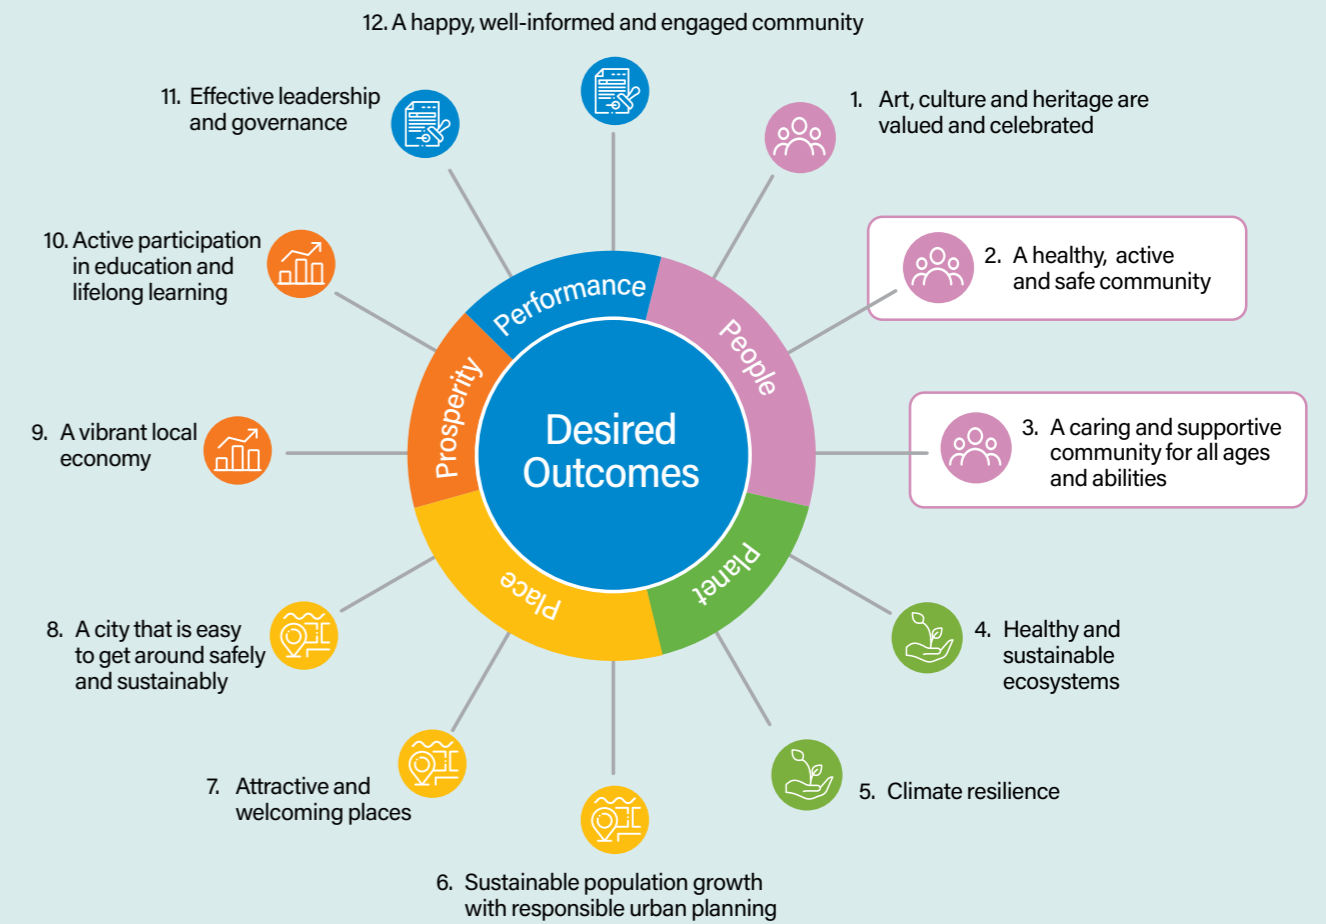 12. A happy, well-informed and engaged community
11. Effective leadership
and governance
1. Art, culture and heritage are
valued and celebrated
10. Active participation
in education and
lifelong learning
2. A healthy, active
and safe community
Performance
People
Prosperity
Desired
Outcomes
9. A vibrant local
economy
3. A caring and supportive
community for all ages
and abilities
Place
Planet
8. A city that is easy
to get around safely
and sustainably
4. Healthy and
sustainable
ecosystems
7. Attractive and
welcoming places
5. Climate resilience
6. Sustainable population growth
with responsible urban planning